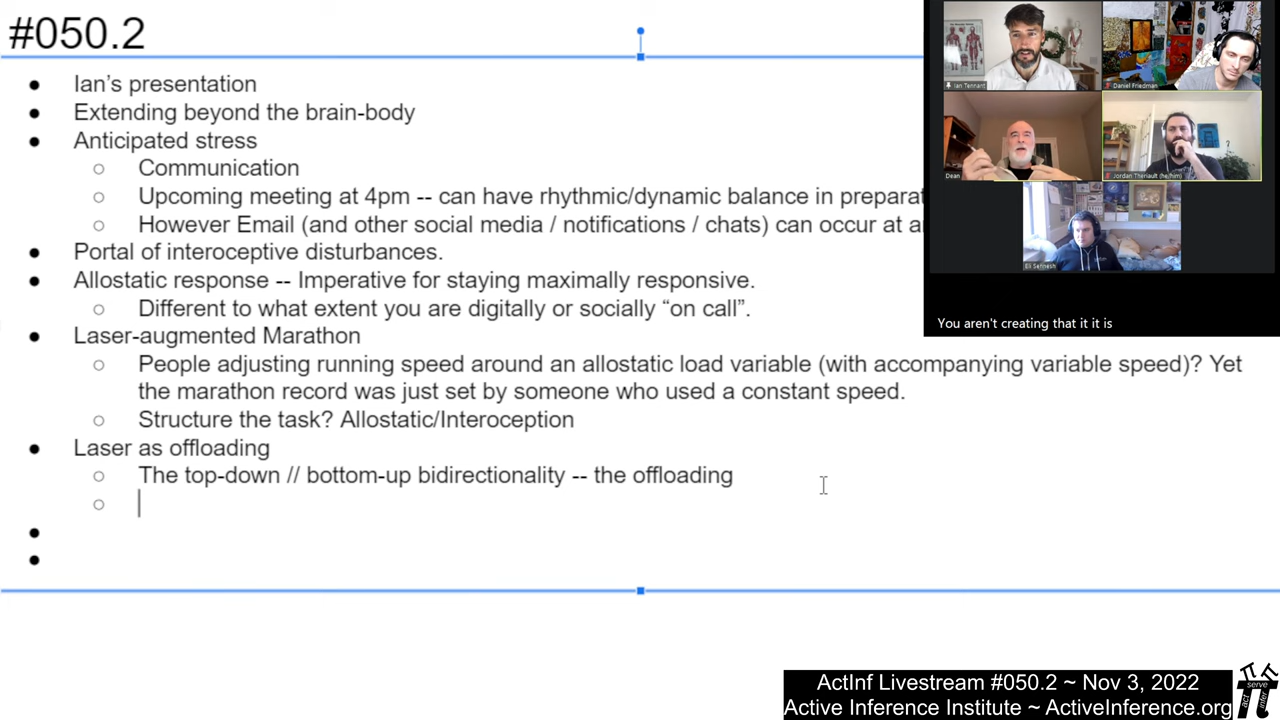 #050.2
● Ian's presentation
● Extending beyond the brain-body
● Anticipated stress
○ Communication
○ Upcoming meeting at 4pm -- can have rhythmic/dynamic balance in preparat
○ However Email (and other social media / notifications / chats) can occur at a
● Portal of interoceptive disturbances.
● Allostatic response -- Imperative for staying maximally responsive.
○ Different to what extent you are digitally or socially “on call”.
● Laser-augmented Marathon
○ People adjusting running speed around an allostatic load variable (with accompanying variable speed)? Yet
the marathon record was just set by someone who used a constant speed.
○ Structure the task? Allostatic/Interoception
● Laser as offloading
○ The top-down // bottom-up bidirectionality -- the offloading
Ian Tennant
Daniel Friedman
Dean
Jordan Theriault (he/him)
Eli Sennesh
You aren't creating that it it is
ActInf Livestream #050.2 ~ Nov 3, 2022
Active Inference Institute ~ ActiveInference.org
serve